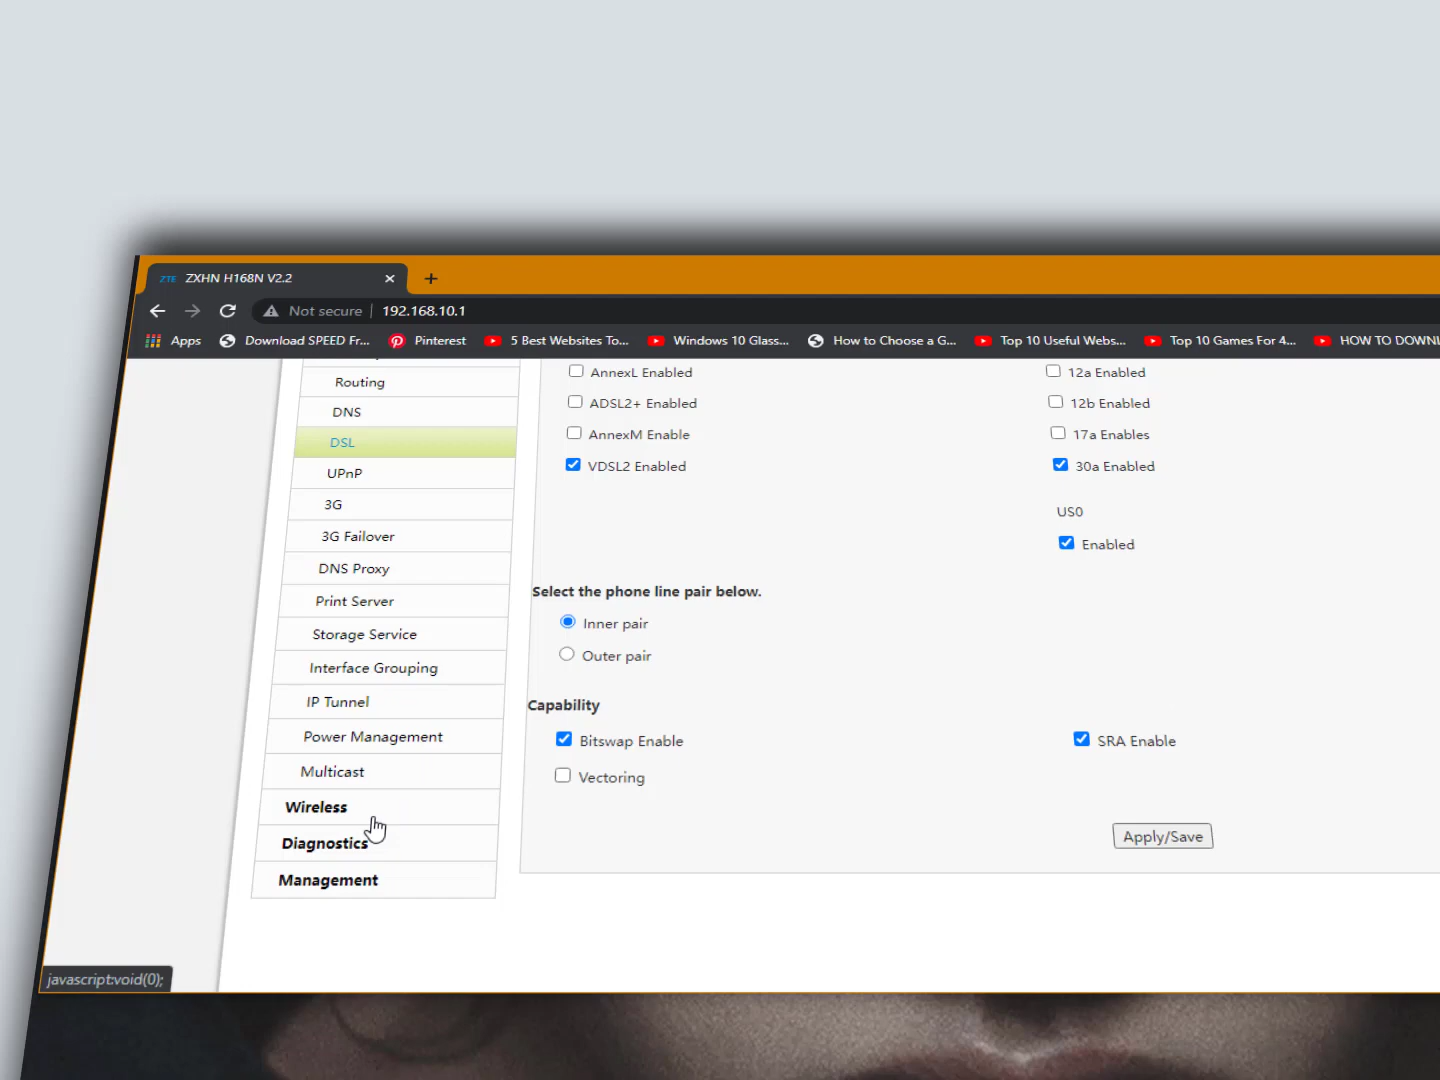 ZTE ZXHN H168N V2.2
Not secure 192.168.10.1
Apps Download SPEED Fr... Pinterest 5 Best Websites To... Windows 10 Glass... How to Choose a G... Top 10 Useful Webs... Top 10 Games For 4... HOW TO DOWNL
Routing
DNS
DSL
UPnP
3G
3G Failover
DNS Proxy
Print Server
Storage Service
Interface Grouping
IP Tunnel
Power Management
Multicast
Wireless
Diagnostics
Management
AnnexL Enabled 12a Enabled
ADSL2+ Enabled 12b Enabled
AnnexM Enable 17a Enables
VDSL2 Enabled 30a Enabled
US0
Enabled
Select the phone line pair below.
Inner pair
Outer pair
Capability
Bitswap Enable SRA Enable
Vectoring
Apply/Save
javascript:void(0);